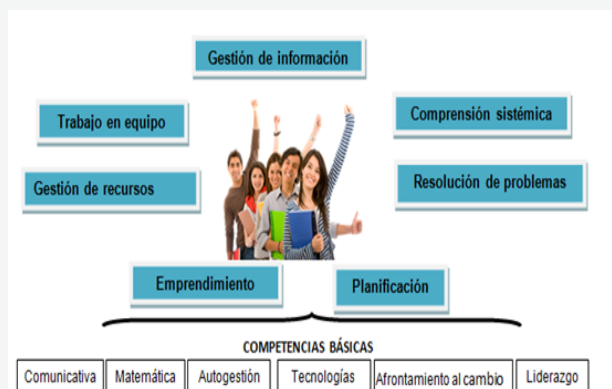 Gestión de información
Trabajo en equipo
Comprensión sistémica
Gestión de recursos
Resolución de problemas
Emprendimiento
Planificación
COMPETENCIAS BÁSICAS
Comunicativa Matemática Autogestión Tecnologías Afrontamiento al cambio Liderazgo